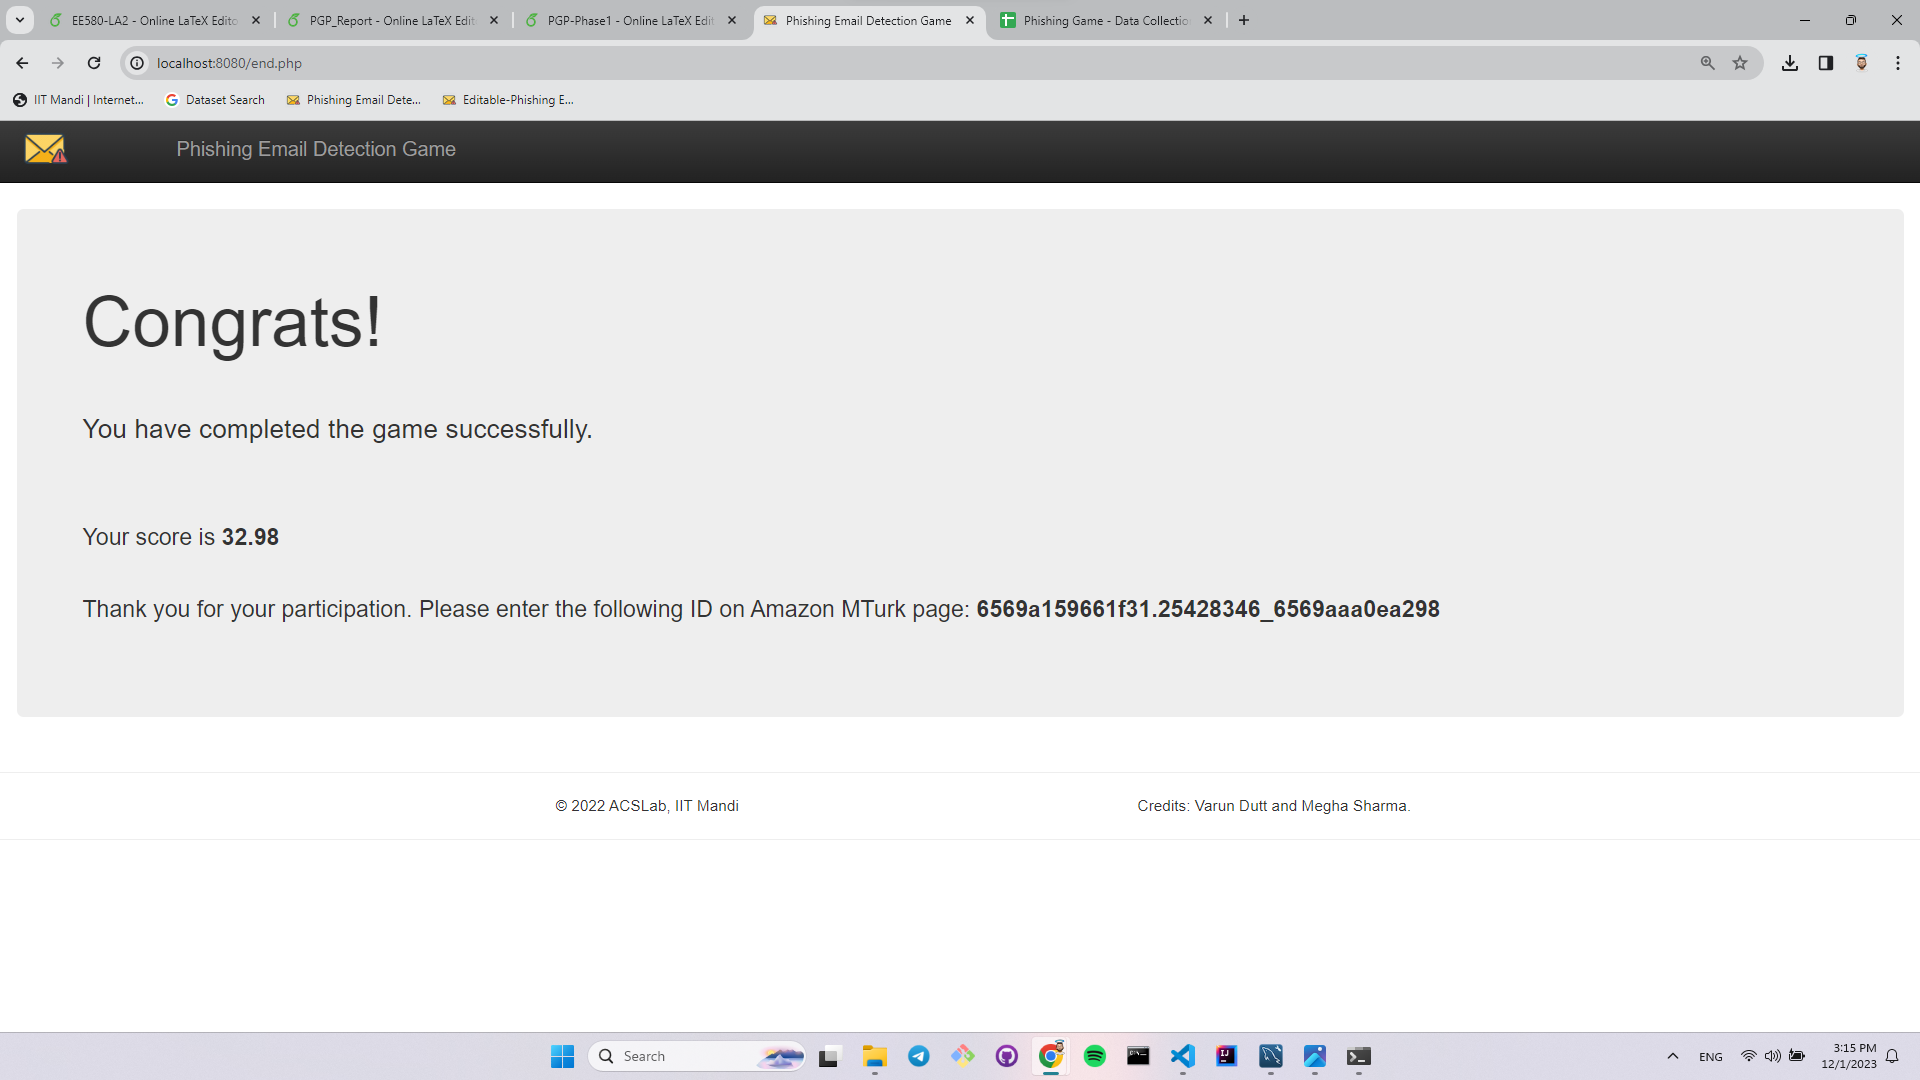 EE580-LA2 - Online LaTeX Edito
PGP_Report - Online LaTeX Edit
PGP-Phase1 - Online LaTeX Edit
Phishing Email Detection Game
Phishing Game - Data Collectio
localhost:8080/end.php
IIT Mandi | Internet...
Dataset Search
Phishing Email Dete...
Editable-Phishing E...
Phishing Email Detection Game
Congrats!
You have completed the game successfully.
Your score is 32.98
Thank you for your participation. Please enter the following ID on Amazon MTurk page: 6569a159661f31.25428346_6569aaa0ea298
© 2022 ACSLab, IIT Mandi
Credits: Varun Dutt and Megha Sharma.
Search
ENG
3:15 PM
12/1/2023